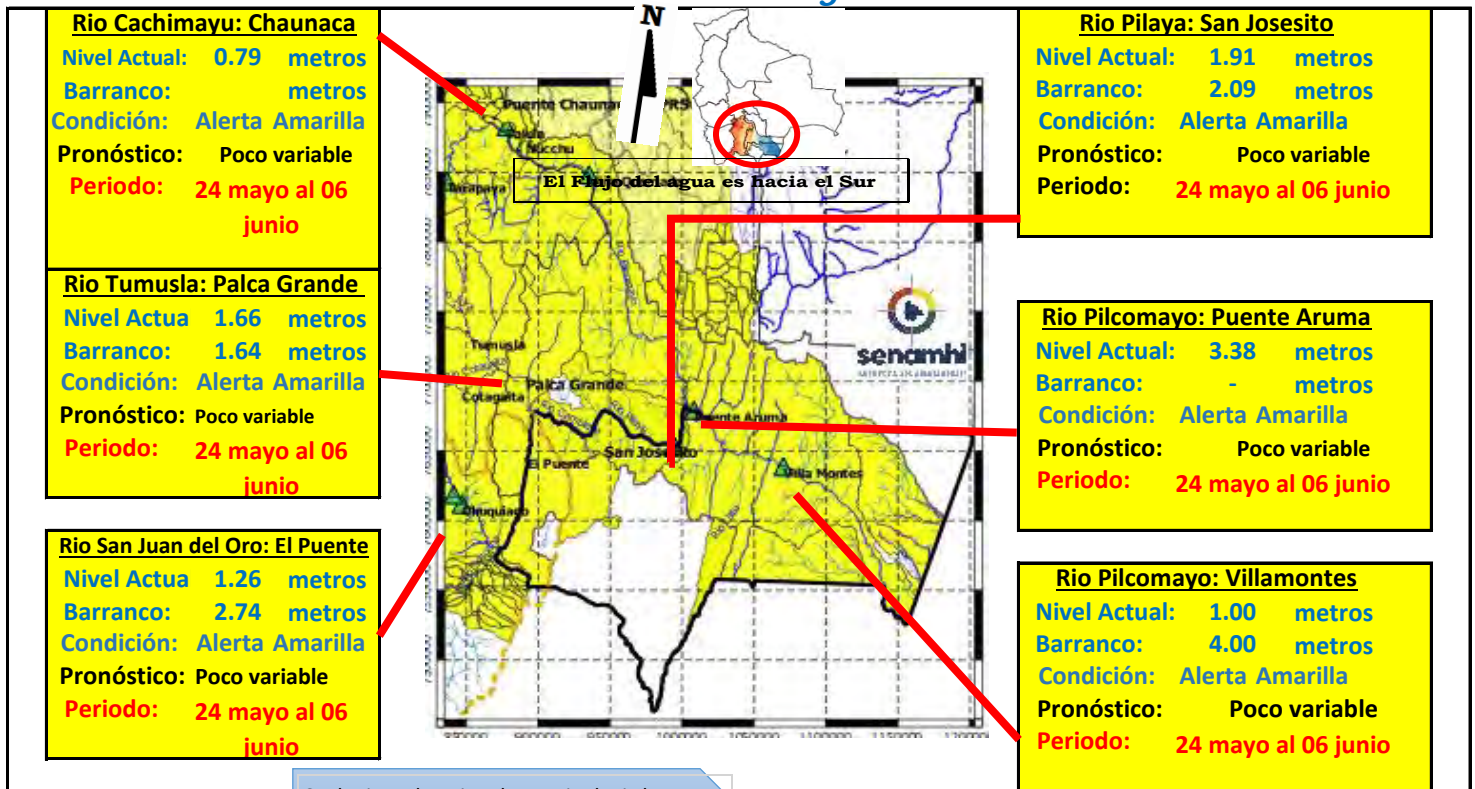 Rio Cachimayu: Chaunaca
Nivel Actual: 0.79 metros
Barranco: metros
Condición: Alerta Amarilla
Pronóstico: Poco variable
Periodo: 24 mayo al 06
junio
Rio Tumusla: Palca Grande
Nivel Actua 1.66 metros
Barranco: 1.64 metros
Condición: Alerta Amarilla
Pronóstico: Poco variable
Periodo: 24 mayo al 06
junio
Rio San Juan del Oro: El Puente
Nivel Actua 1.26 metros
Barranco: 2.74 metros
Condición: Alerta Amarilla
Pronóstico: Poco variable
Periodo: 24 mayo al 06
junio
N
Puente Chaunaca
Nucchu
Tarapaya
El Flujo del agua es hacia el Sur
senamhi
Tumusla
Palca Grande
Cotagaita
Puente Aruma
San Josesito
El Puente
Villa Montes
Chuquiago
Rio Pilaya: San Josesito
Nivel Actual: 1.91 metros
Barranco: 2.09 metros
Condición: Alerta Amarilla
Pronóstico: Poco variable
Periodo: 24 mayo al 06 junio
Rio Pilcomayo: Puente Aruma
Nivel Actual: 3.38 metros
Barranco: - metros
Condición: Alerta Amarilla
Pronóstico: Poco variable
Periodo: 24 mayo al 06 junio
Rio Pilcomayo: Villamontes
Nivel Actual: 1.00 metros
Barranco: 4.00 metros
Condición: Alerta Amarilla
Pronóstico: Poco variable
Periodo: 24 mayo al 06 junio